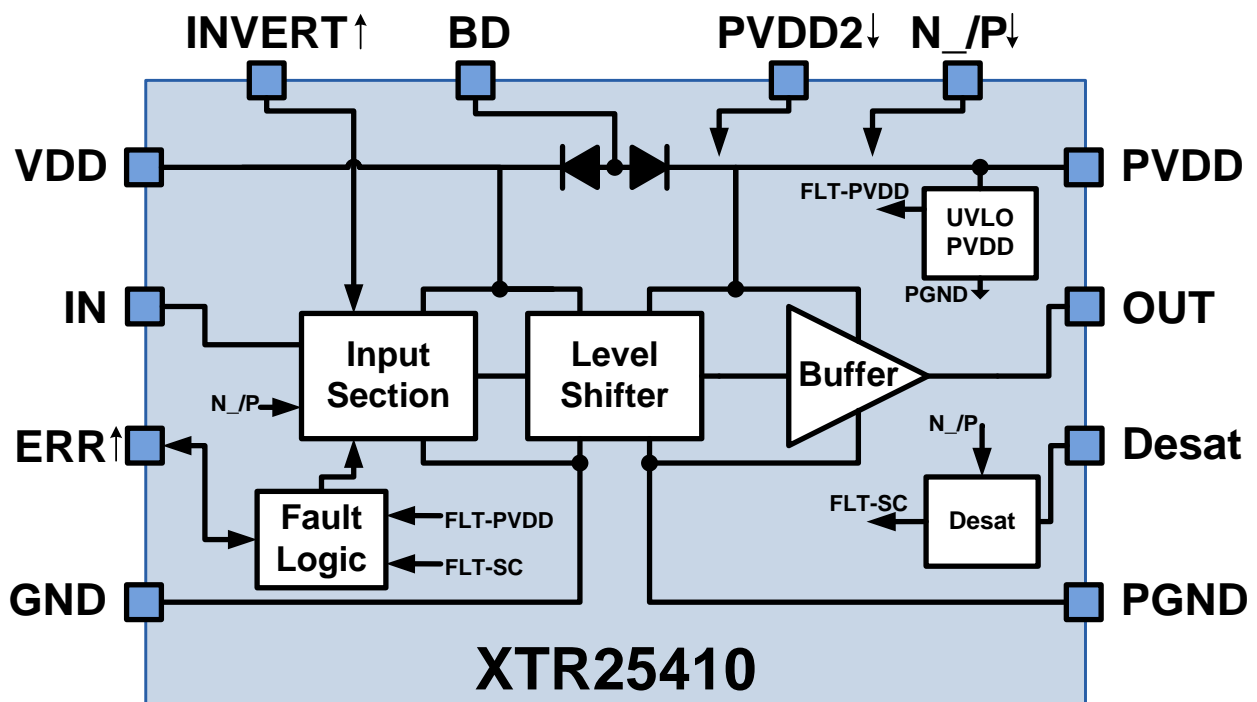 INVERT↑ BD PVDD2↓ N_/P↓
VDD
PVDD
FLT-PVDD
UVLO
PVDD
PGND
IN
OUT
Input
Section
Level
Shifter
Buffer
N_/P
N_/P
ERR↑
Desat
Fault
Logic
FLT-PVDD
FLT-SC
FLT-SC
Desat
GND
PGND
XTR25410